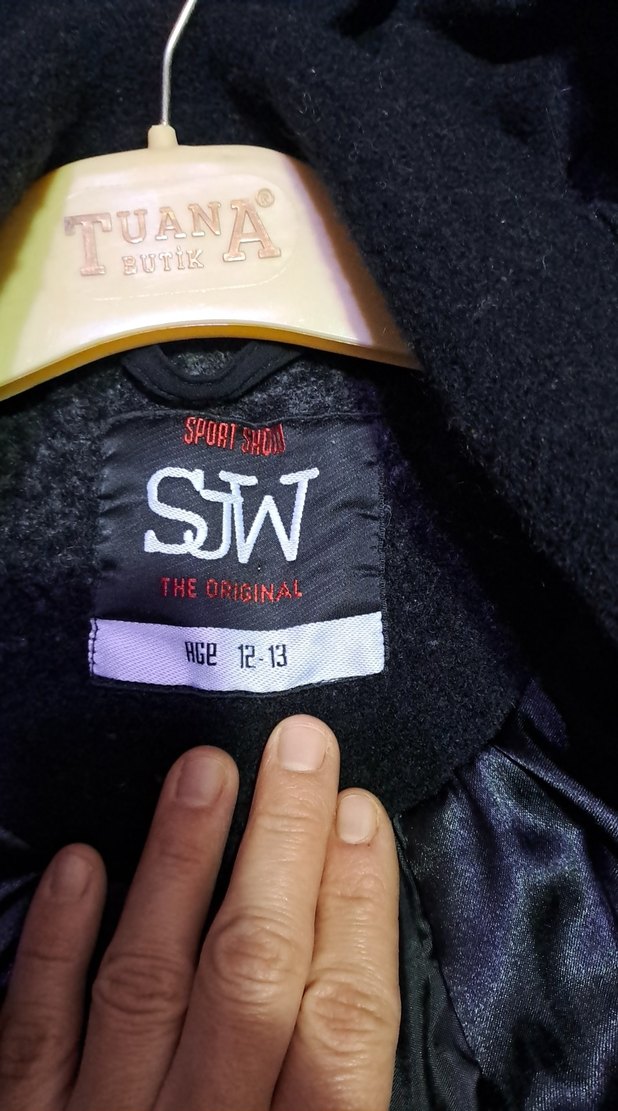 TUANA®
BUTİK
SPORT SHOW
SJW
THE ORIGINAL
AGE 12-13